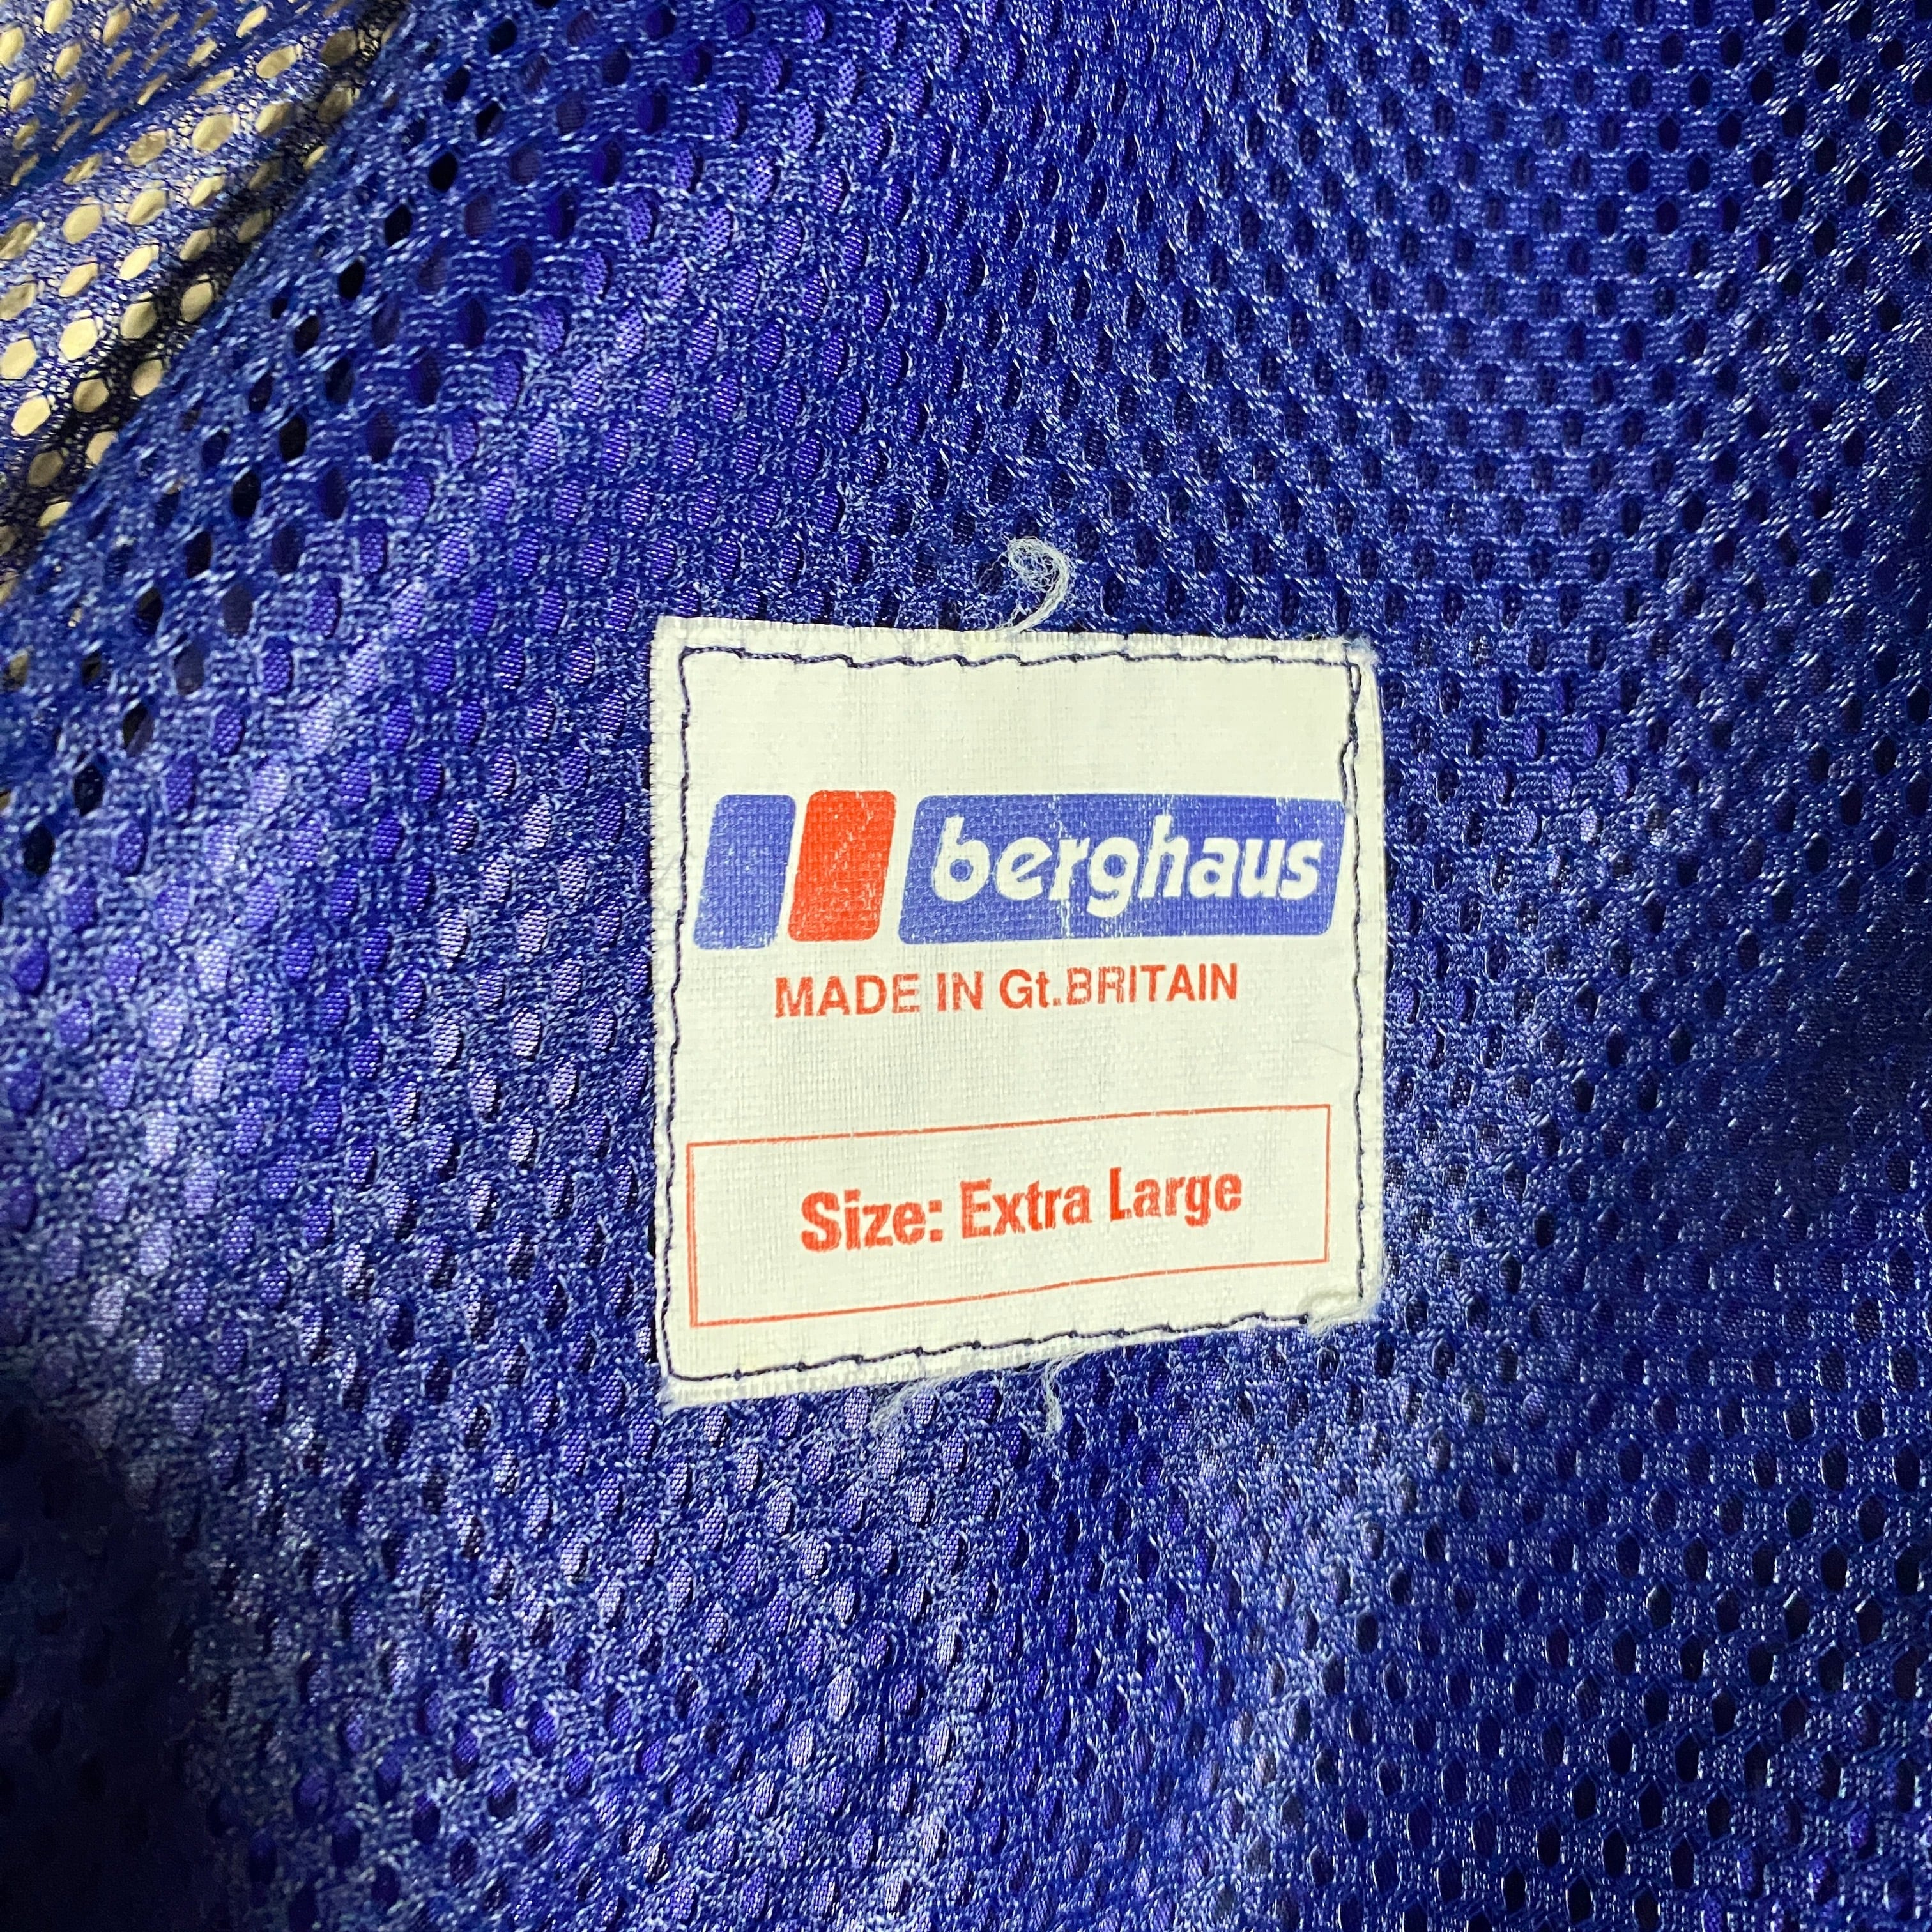 berghaus
MADE IN Gt.BRITAIN
Size: Extra Large